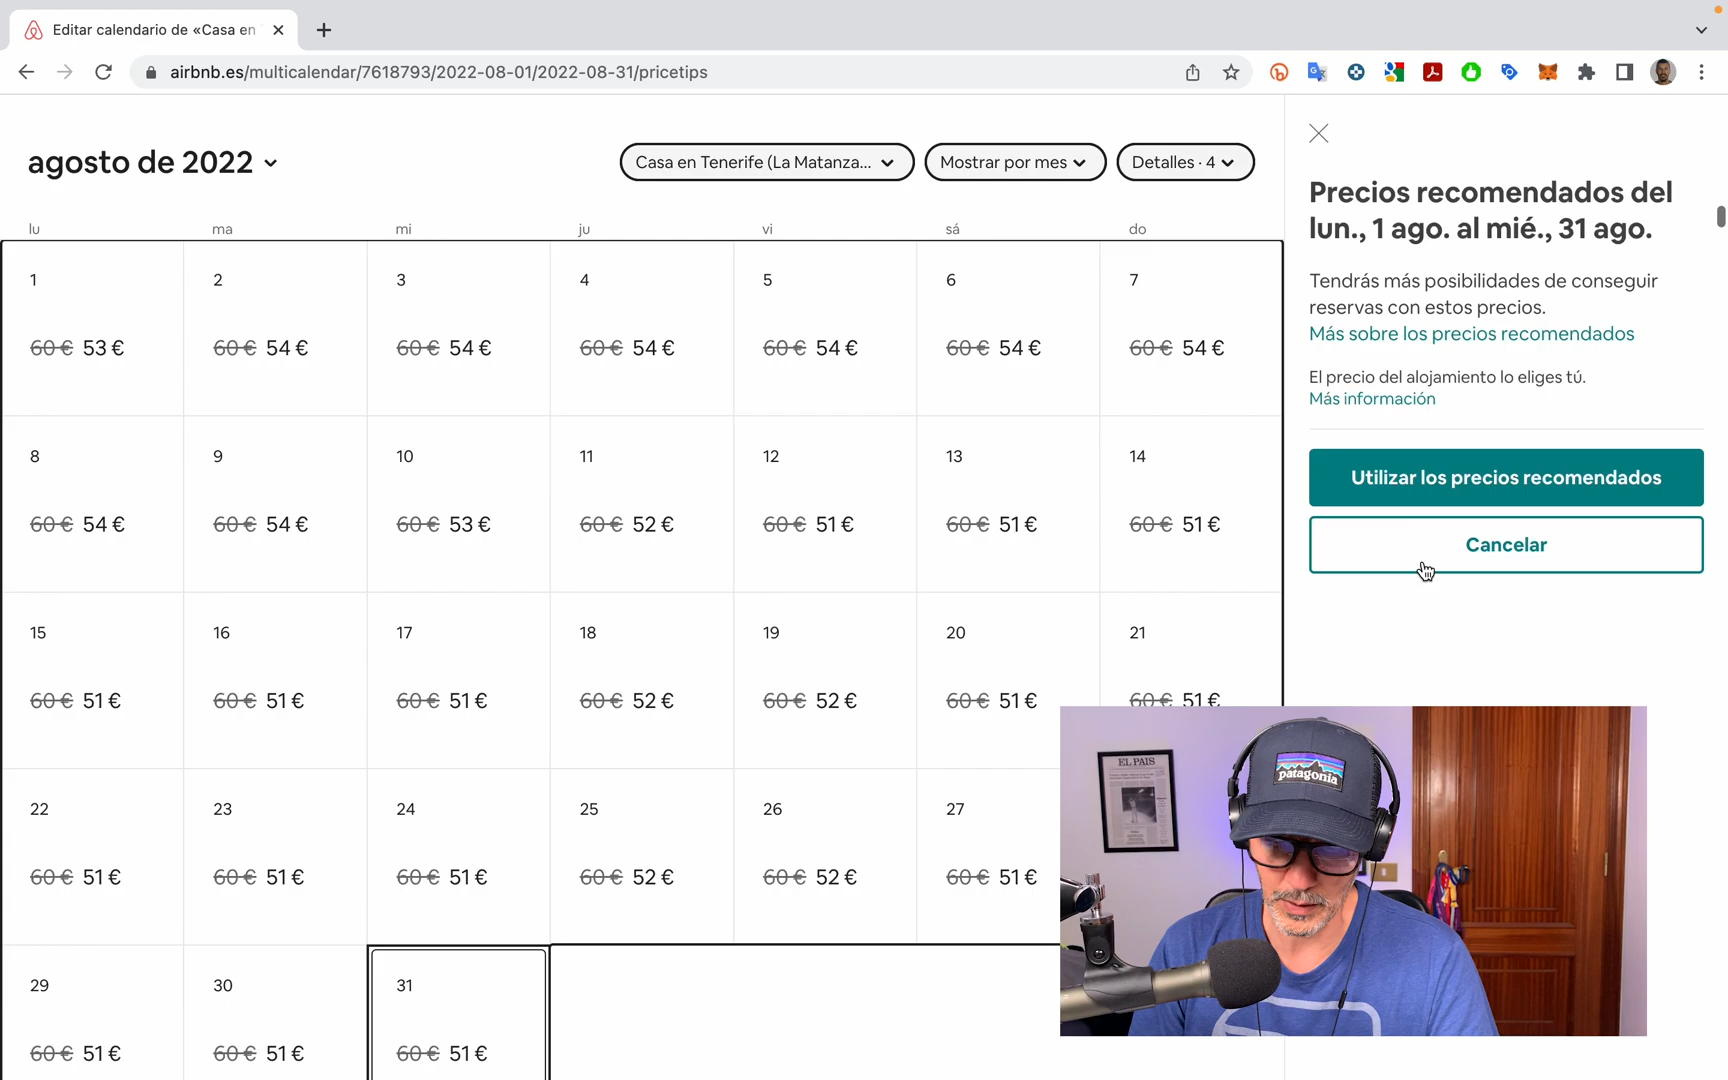 Editar calendario de «Casa en
airbnb.es/multicalendar/7618793/2022-08-01/2022-08-31/pricetips
agosto de 2022
Casa en Tenerife (La Matanza...
Mostrar por mes
Detalles · 4
lu ma mi ju vi sá do
1 2 3 4 5 6 7
60 € 53 € 60 € 54 € 60 € 54 € 60 € 54 € 60 € 54 € 60 € 54 € 60 € 54 €
8 9 10 11 12 13 14
60 € 54 € 60 € 54 € 60 € 53 € 60 € 52 € 60 € 51 € 60 € 51 € 60 € 51 €
15 16 17 18 19 20 21
60 € 51 € 60 € 51 € 60 € 51 € 60 € 52 € 60 € 52 € 60 € 51 € 60 € 51 €
22 23 24 25 26 27
60 € 51 € 60 € 51 € 60 € 51 € 60 € 52 € 60 € 52 € 60 € 51 €
29 30 31
60 € 51 € 60 € 51 € 60 € 51 €
Precios recomendados del
lun., 1 ago. al mié., 31 ago.
Tendrás más posibilidades de conseguir
reservas con estos precios.
Más sobre los precios recomendados
El precio del alojamiento lo eliges tú.
Más información
Utilizar los precios recomendados
Cancelar
EL PAIS
patagonia